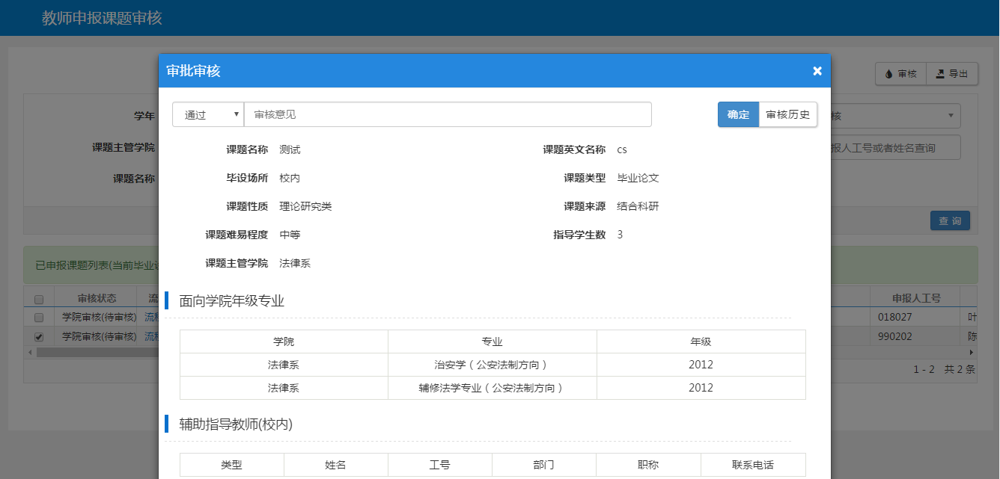 教师申报课题审核
审批审核
×
审核 导出
通过 审核意见 确定 审核历史
学年
核
课题名称 测试 课题英文名称 cs
课题主管学院
报人工号或者姓名查询
毕设场所 校内 课题类型 毕业论文
课题名称
课题性质 理论研究类 课题来源 结合科研
查 询
课题难易程度 中等 指导学生数 3
课题主管学院 法律系
已申报课题列表(当前毕业设
面向学院年级专业
审核状态 流 申报人工号
学院审核(待审核) 流程 018027 叶
学院审核(待审核) 流程 990202 陈
学院 专业 年级
法律系 治安学(公安法制方向) 2012
1 - 2 共 2 条
法律系 辅修法学专业(公安法制方向) 2012
辅助指导教师(校内)
类型 姓名 工号 部门 职称 联系电话